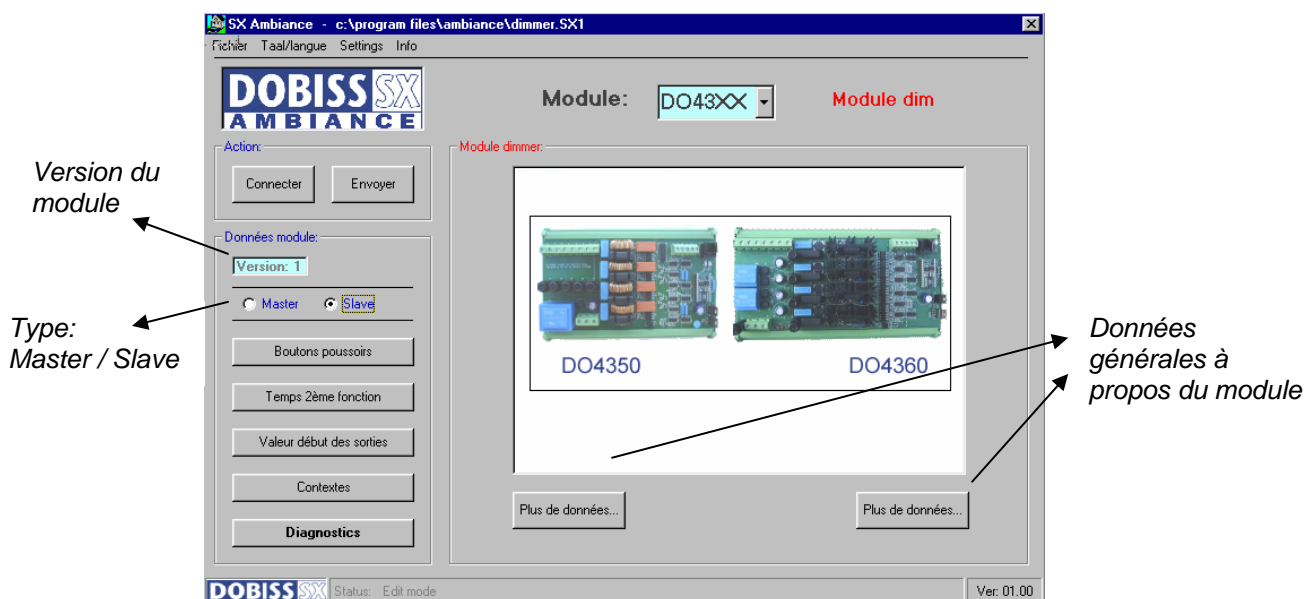 SX Ambiance - c:\program files\ambiance\dimmer.SX1
Fichier Taal/langue Settings Info
DOBISS SX
AMBIANCE
Module: DO43XX Module dim
Action:
Connecter Envoyer
Module dimmer:
Version du
module
Données module:
Version: 1
Master Slave
Type:
Master / Slave
Boutons poussoirs
Temps 2ème fonction
Valeur début des sorties
Contextes
Diagnostics
DO4350 DO4360
Plus de données... Plus de données...
Données
générales à
propos du module
DOBISS SX Status: Edit mode Ver: 01.00